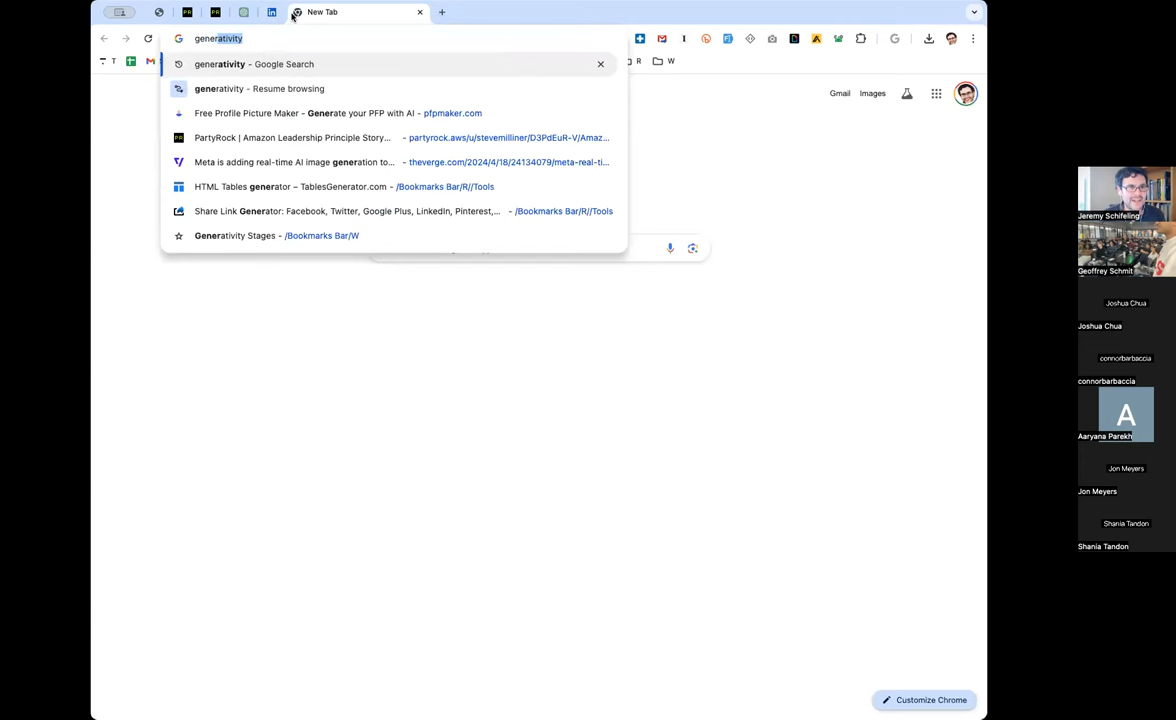 New Tab
generativity
T
R
W
generativity - Google Search
generativity - Resume browsing
Free Profile Picture Maker - Generate your PFP with AI - pfpmaker.com
PartyRock | Amazon Leadership Principle Story... - partyrock.aws/u/stevemilliner/D3PdEuR-V/Amaz...
Meta is adding real-time AI image generation to... - theverge.com/2024/4/18/24134079/meta-real-ti...
HTML Tables generator – TablesGenerator.com - /Bookmarks Bar/R//Tools
Share Link Generator: Facebook, Twitter, Google Plus, LinkedIn, Pinterest,... - /Bookmarks Bar/R//Tools
Generativity Stages - /Bookmarks Bar/W
Gmail Images
Customize Chrome
Jeremy Schifeling
Geoffrey Schmit
Joshua Chua
Joshua Chua
connorbarbaccia
connorbarbaccia
A
Aaryana Parekh
Jon Meyers
Jon Meyers
Shania Tandon
Shania Tandon